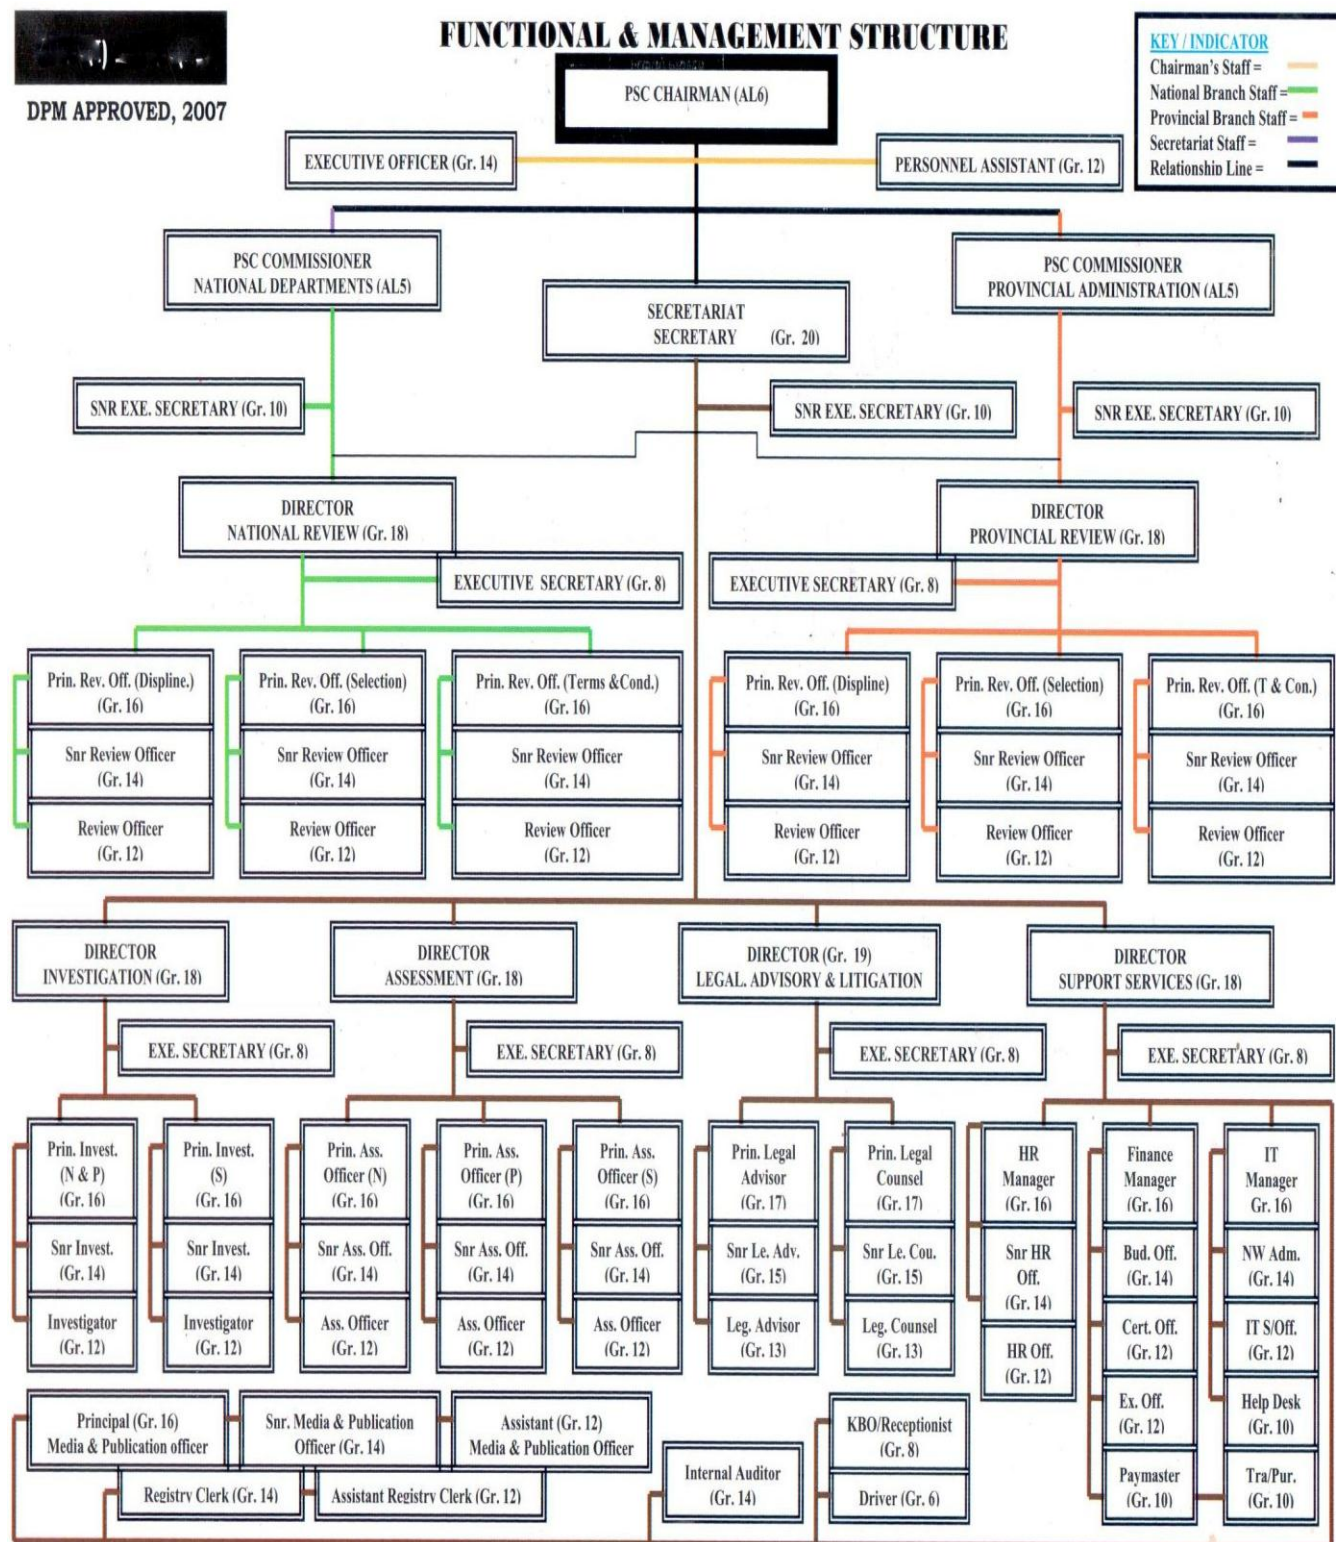 FUNCTIONAL & MANAGEMENT STRUCTURE
DPM APPROVED, 2007
KEY / INDICATOR
Chairman's Staff =
National Branch Staff =
Provincial Branch Staff =
Secretariat Staff =
Relationship Line =
PSC CHAIRMAN (AL6)
EXECUTIVE OFFICER (Gr. 14)
PERSONNEL ASSISTANT (Gr. 12)
PSC COMMISSIONER
NATIONAL DEPARTMENTS (AL5)
SECRETARIAT
SECRETARY (Gr. 20)
PSC COMMISSIONER
PROVINCIAL ADMINISTRATION (AL5)
SNR EXE. SECRETARY (Gr. 10)
SNR EXE. SECRETARY (Gr. 10)
SNR EXE. SECRETARY (Gr. 10)
DIRECTOR
NATIONAL REVIEW (Gr. 18)
DIRECTOR
PROVINCIAL REVIEW (Gr. 18)
EXECUTIVE SECRETARY (Gr. 8)
EXECUTIVE SECRETARY (Gr. 8)
Prin. Rev. Off. (Displine.)
(Gr. 16)
Snr Review Officer
(Gr. 14)
Review Officer
(Gr. 12)
Prin. Rev. Off. (Selection)
(Gr. 16)
Snr Review Officer
(Gr. 14)
Review Officer
(Gr. 12)
Prin. Rev. Off. (Terms &Cond.)
(Gr. 16)
Snr Review Officer
(Gr. 14)
Review Officer
(Gr. 12)
Prin. Rev. Off. (Displine)
(Gr. 16)
Snr Review Officer
(Gr. 14)
Review Officer
(Gr. 12)
Prin. Rev. Off. (Selection)
(Gr. 16)
Snr Review Officer
(Gr. 14)
Review Officer
(Gr. 12)
Prin. Rev. Off. (T & Con.)
(Gr. 16)
Snr Review Officer
(Gr. 14)
Review Officer
(Gr. 12)
DIRECTOR
INVESTIGATION (Gr. 18)
DIRECTOR
ASSESSMENT (Gr. 18)
DIRECTOR (Gr. 19)
LEGAL. ADVISORY & LITIGATION
DIRECTOR
SUPPORT SERVICES (Gr. 18)
EXE. SECRETARY (Gr. 8)
EXE. SECRETARY (Gr. 8)
EXE. SECRETARY (Gr. 8)
EXE. SECRETARY (Gr. 8)
Prin. Invest.
(N & P)
(Gr. 16)
Snr Invest.
(Gr. 14)
Investigator
(Gr. 12)
Prin. Invest.
(S)
(Gr. 16)
Snr Invest.
(Gr. 14)
Investigator
(Gr. 12)
Prin. Ass.
Officer (N)
(Gr. 16)
Snr Ass. Off.
(Gr. 14)
Ass. Officer
(Gr. 12)
Prin. Ass.
Officer (P)
(Gr. 16)
Snr Ass. Off.
(Gr. 14)
Ass. Officer
(Gr. 12)
Prin. Ass.
Officer (S)
(Gr. 16)
Snr Ass. Off.
(Gr. 14)
Ass. Officer
(Gr. 12)
Prin. Legal
Advisor
(Gr. 17)
Snr Le. Adv.
(Gr. 15)
Leg. Advisor
(Gr. 13)
Prin. Legal
Counsel
(Gr. 17)
Snr Le. Cou.
(Gr. 15)
Leg. Counsel
(Gr. 13)
HR
Manager
(Gr. 16)
Snr HR
Off.
(Gr. 14)
HR Off.
(Gr. 12)
Finance
Manager
(Gr. 16)
Bud. Off.
(Gr. 14)
Cert. Off.
(Gr. 12)
Ex. Off.
(Gr. 12)
Paymaster
(Gr. 10)
IT
Manager
Gr. 16)
NW Adm.
(Gr. 14)
IT S/Off.
(Gr. 12)
Help Desk
(Gr. 10)
Tra/Pur.
(Gr. 10)
Principal (Gr. 16)
Media & Publication officer
Snr. Media & Publication
Officer (Gr. 14)
Assistant (Gr. 12)
Media & Publication Officer
Registry Clerk (Gr. 14)
Assistant Registry Clerk (Gr. 12)
Internal Auditor
(Gr. 14)
KBO/Receptionist
(Gr. 8)
Driver (Gr. 6)